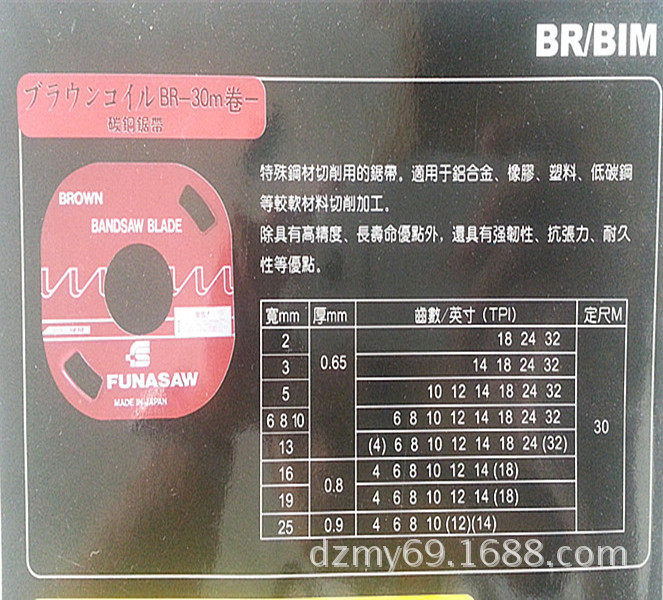 BR/BIM
ブラウンコイル BR-30m巻-
碳鋼鋸帶
特殊鋼材切削用的鋸帶。適用于鋁合金、橡膠、塑料、低碳鋼
等較軟材料切削加工。
除具有高精度、長壽命優點外，還具有强韌性、抗張力、耐久
性等優點。
BROWN
BANDSAW BLADE
FUNASAW
MADE IN JAPAN
寬mm 厚mm 齒數/英寸（TPI） 定尺M
2 0.65 18 24 32 30
3 14 18 24 32
5 10 12 14 18 24 32
6 8 10 6 8 10 12 14 18 24 32
13 (4) 6 8 10 12 14 18 24 (32)
16 0.8 4 6 8 10 12 14 (18)
19 4 6 8 10 12 14 (18)
25 0.9 4 6 8 10 (12)(14)
dzmy69.1688.com